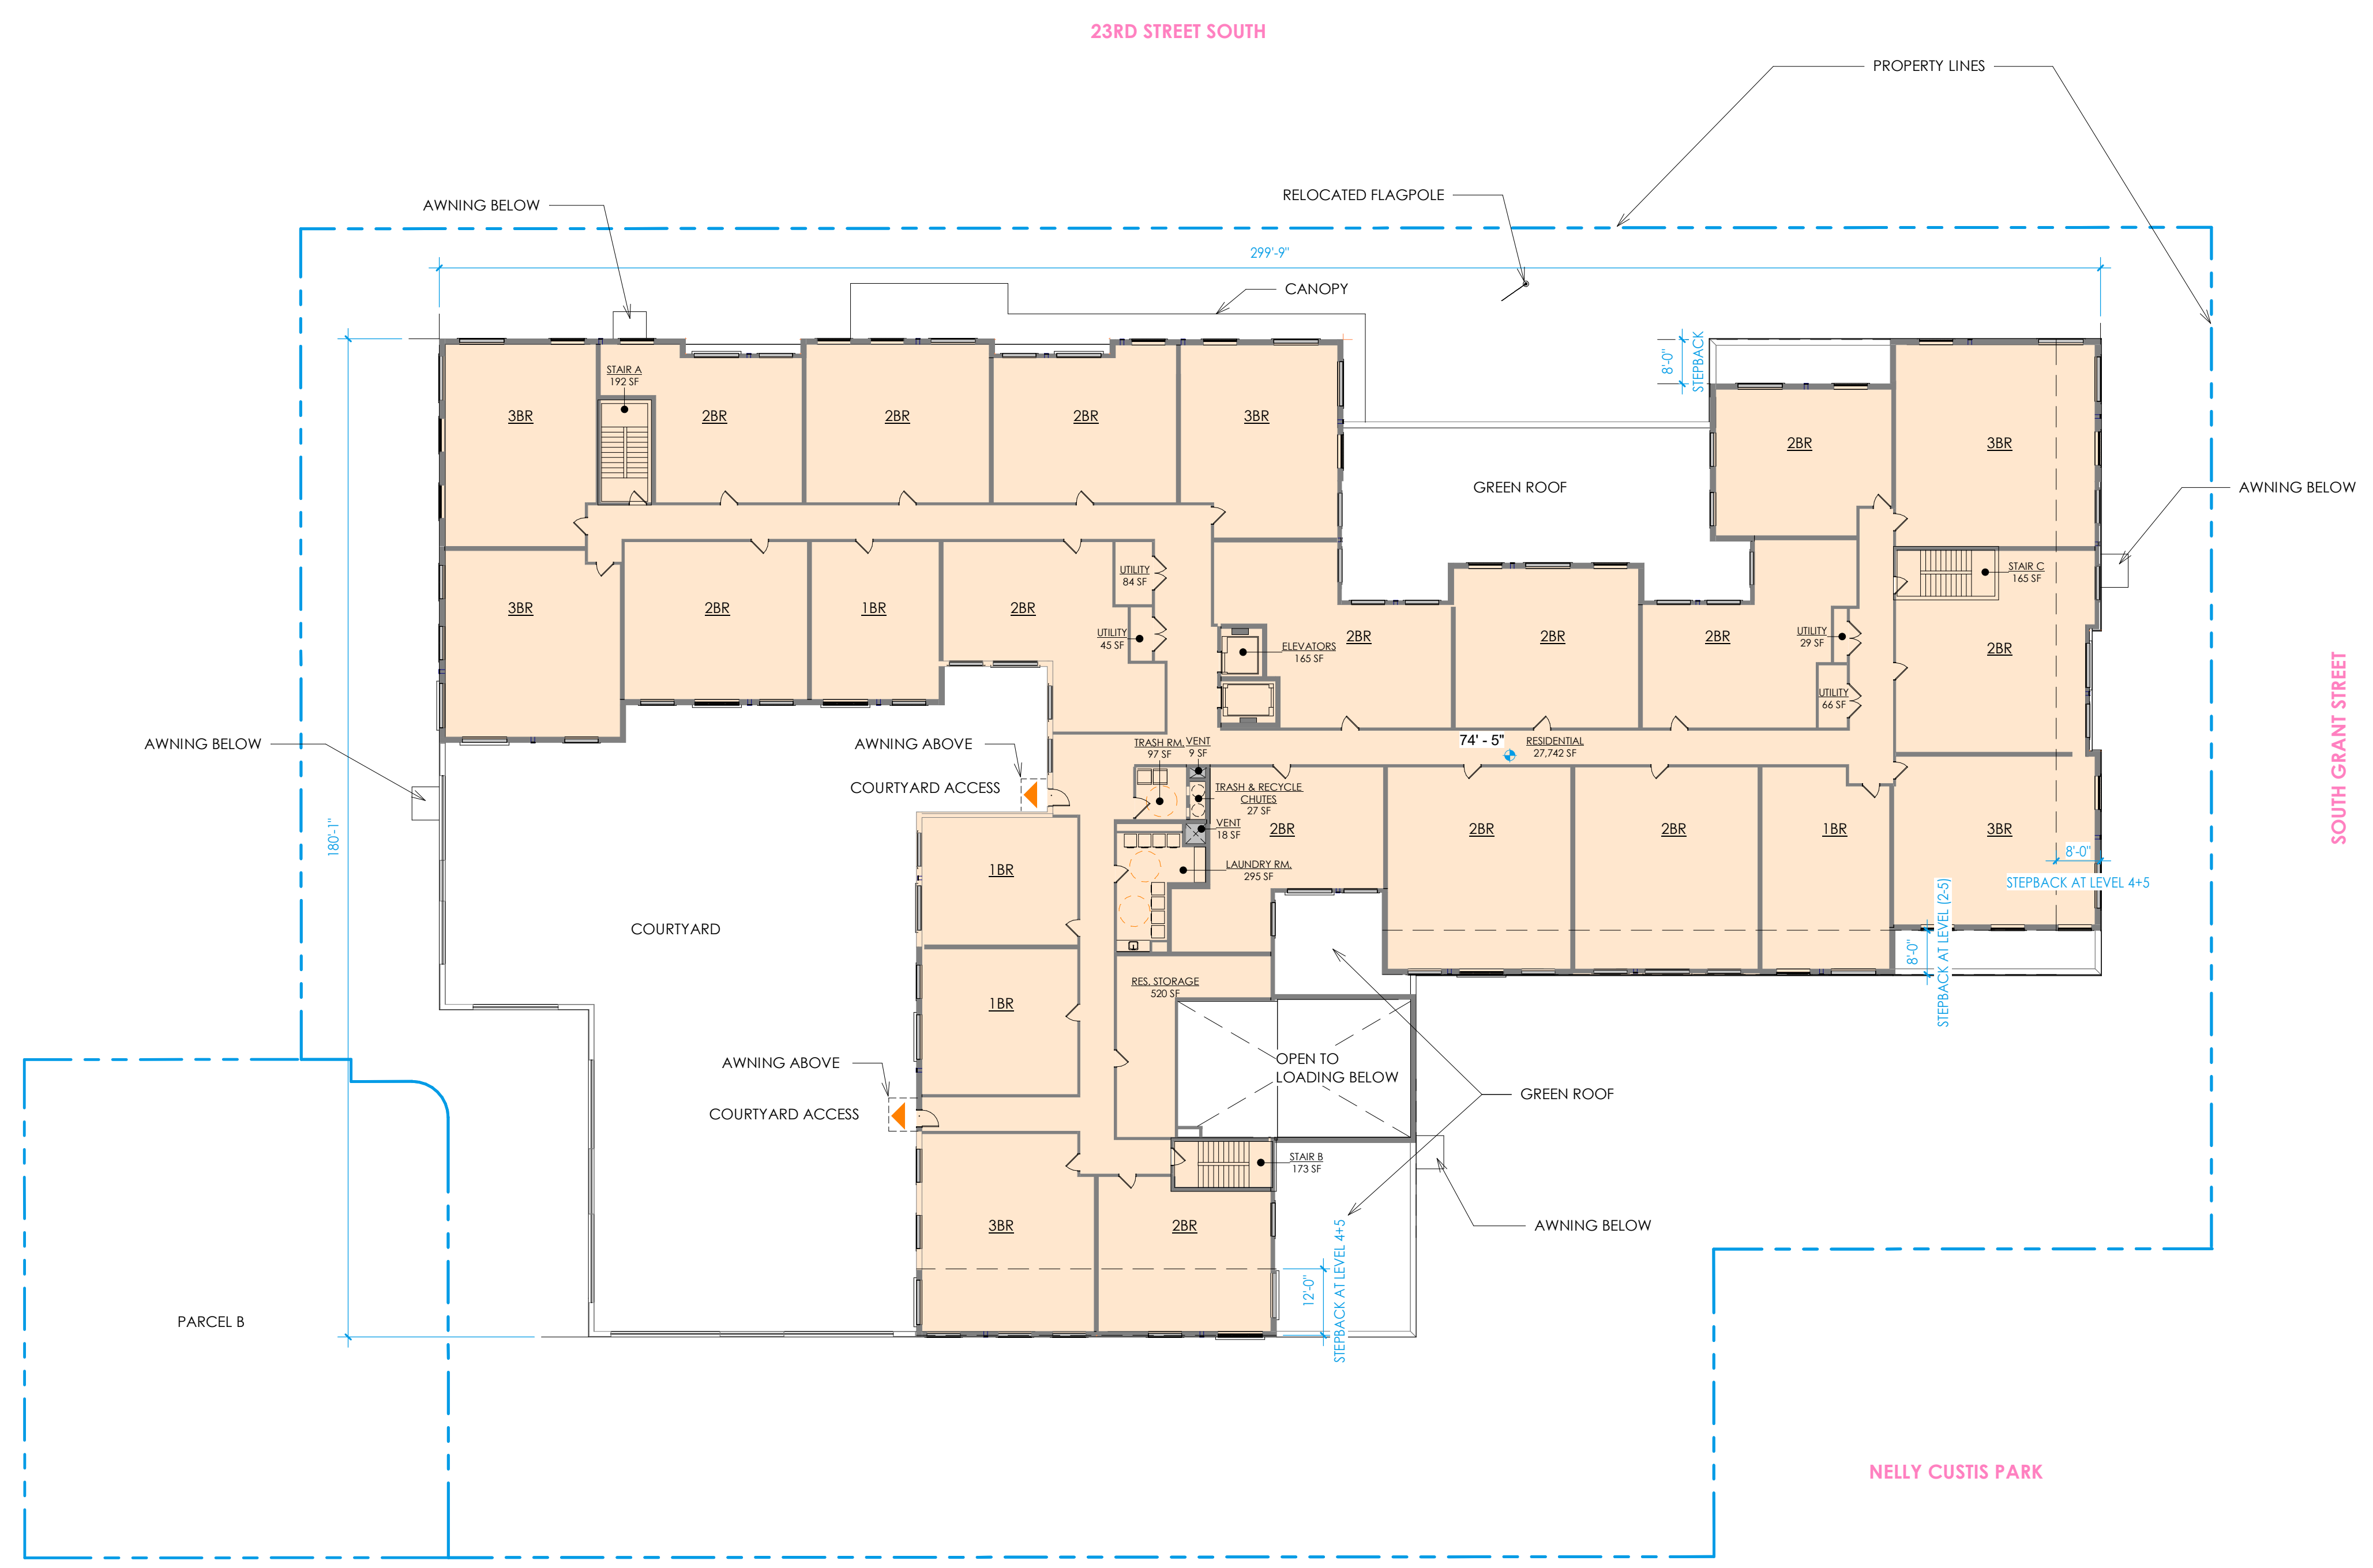 23RD STREET SOUTH
PROPERTY LINES
RELOCATED FLAGPOLE
AWNING BELOW
299'-9"
CANOPY
8'-0"
STEPBACK
STAIR A
192 SF
3BR
2BR
2BR
2BR
3BR
2BR
3BR
GREEN ROOF
AWNING BELOW
UTILITY
84 SF
STAIR C
165 SF
3BR
2BR
1BR
2BR
UTILITY
45 SF
ELEVATORS
165 SF
2BR
2BR
2BR
UTILITY
29 SF
2BR
UTILITY
66 SF
SOUTH GRANT STREET
AWNING BELOW
AWNING ABOVE
TRASH RM.
97 SF
VENT
9 SF
74' - 5"
RESIDENTIAL
27,742 SF
COURTYARD ACCESS
TRASH & RECYCLE
CHUTES
27 SF
VENT
18 SF
2BR
2BR
2BR
1BR
3BR
180'-1"
8'-0"
STEPBACK AT LEVEL 4+5
1BR
LAUNDRY RM.
295 SF
COURTYARD
8'-0"
STEPBACK AT LEVEL (2-5)
1BR
RES. STORAGE
520 SF
OPEN TO
LOADING BELOW
AWNING ABOVE
COURTYARD ACCESS
GREEN ROOF
STAIR B
173 SF
3BR
2BR
AWNING BELOW
12'-0"
STEPBACK AT LEVEL 4+5
PARCEL B
NELLY CUSTIS PARK